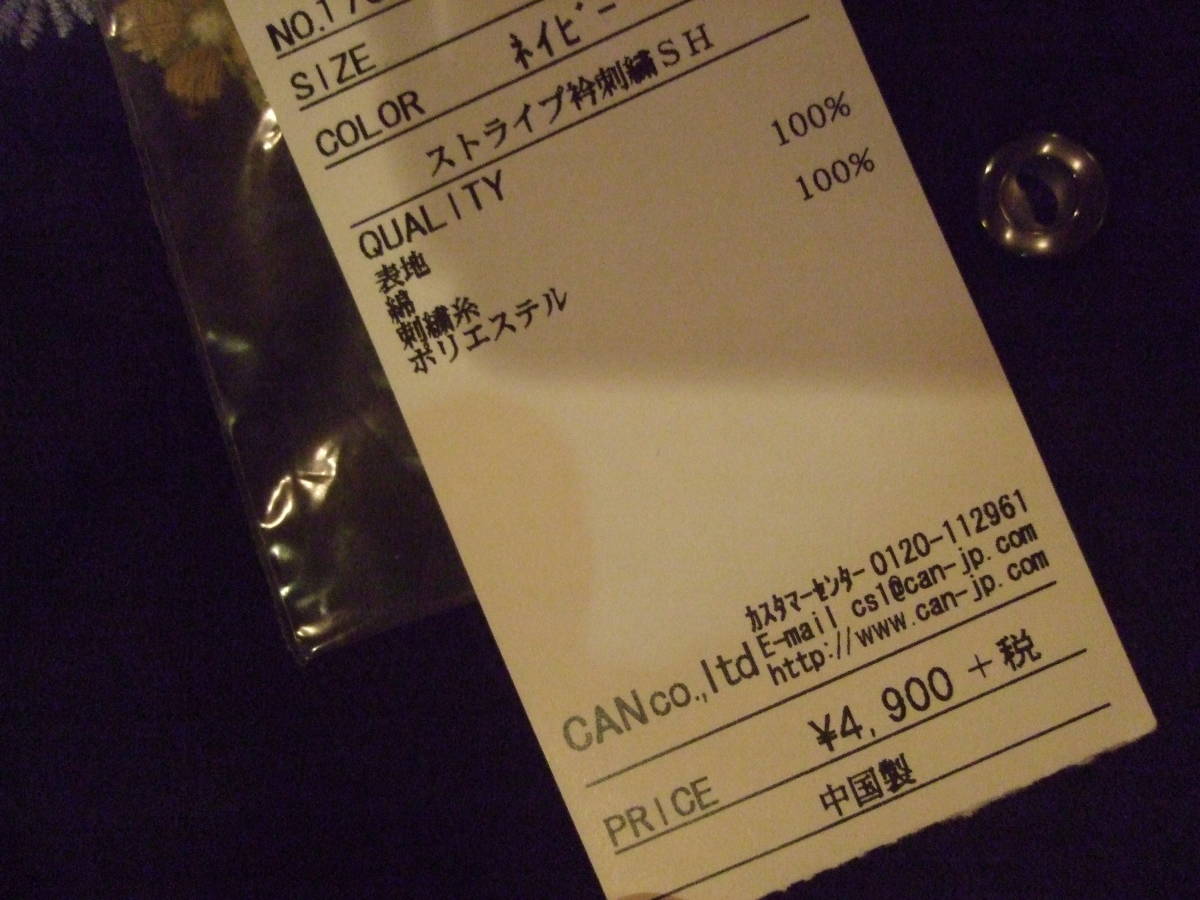 NO.170
SIZE
COLOR ネイビー
ストライプ衿刺繍SH
QUALITY
表地
綿 100%
刺繍糸
ポリエステル 100%
カスタマーセンター 0120-112961
E-mail cs1@can-jp.com
CANco.,ltd http://www.can-jp.com
¥4,900 +税
PRICE
中国製